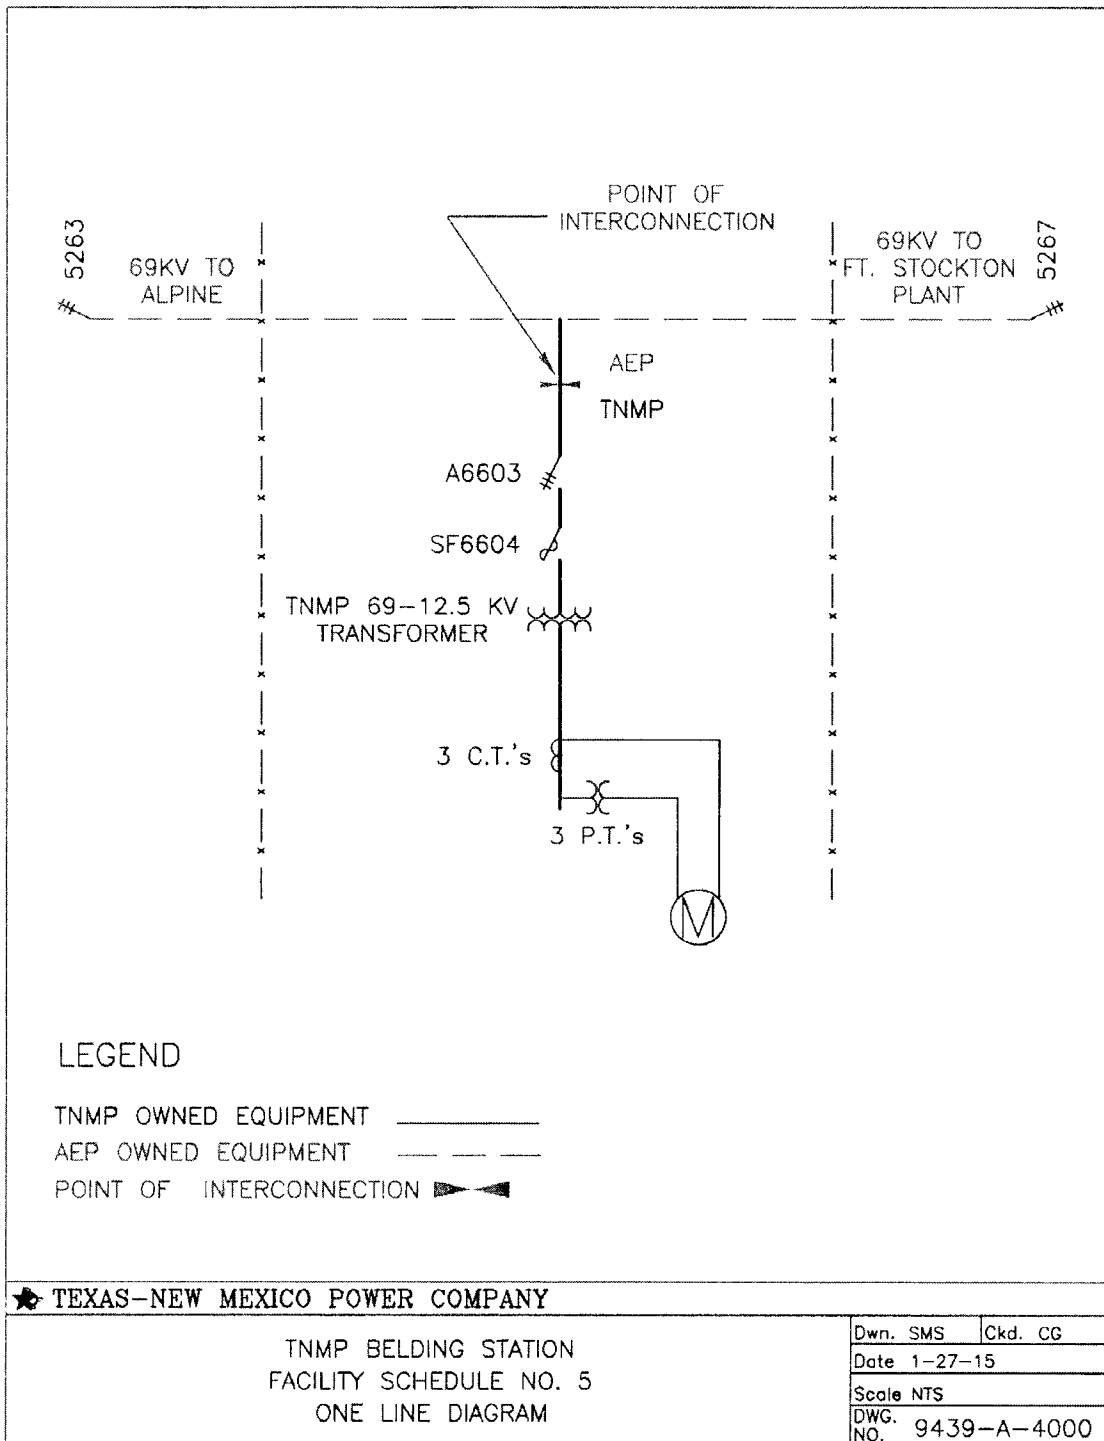 POINT OF
INTERCONNECTION
5263
69KV TO
ALPINE
69KV TO
FT. STOCKTON
PLANT
5267
AEP
TNMP
A6603
SF6604
TNMP 69-12.5 KV
TRANSFORMER
3 C.T.'s
3 P.T.'s
M
LEGEND
TNMP OWNED EQUIPMENT
AEP OWNED EQUIPMENT
POINT OF INTERCONNECTION
TEXAS-NEW MEXICO POWER COMPANY
TNMP BELDING STATION
FACILITY SCHEDULE NO. 5
ONE LINE DIAGRAM
Dwn. SMS Ckd. CG
Date 1-27-15
Scale NTS
DWG.
NO. 9439-A-4000